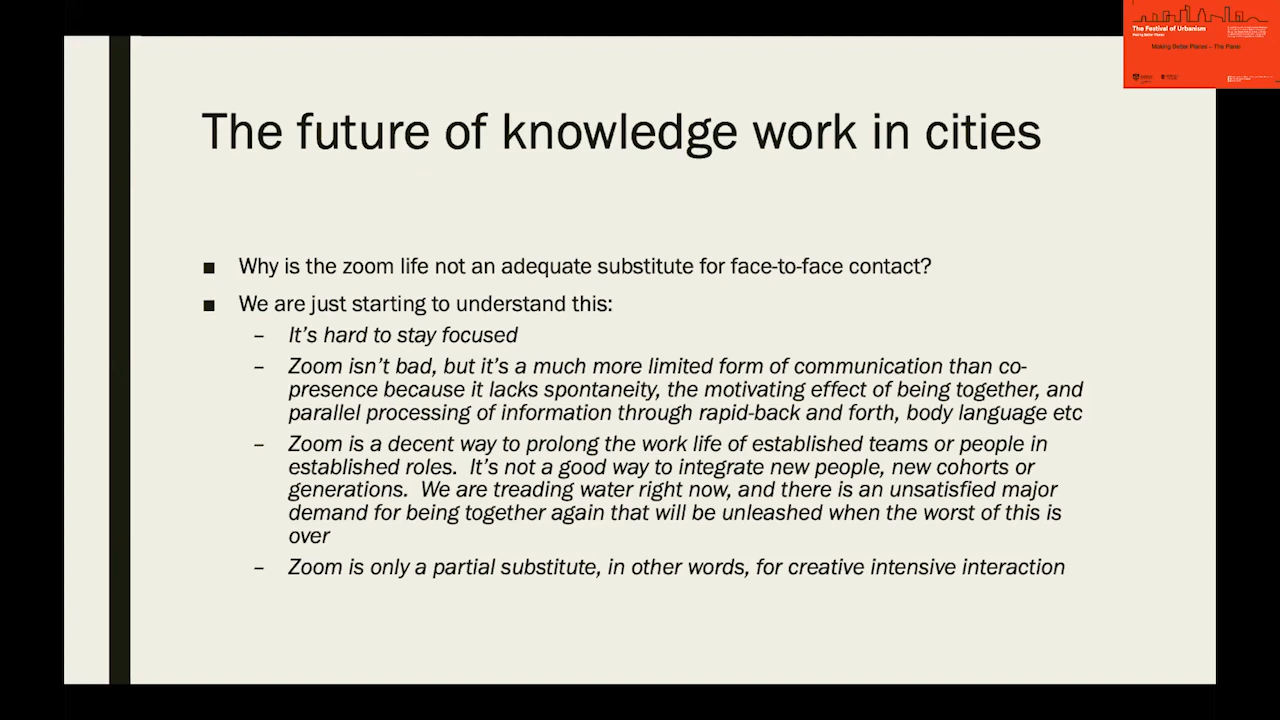 The Festival of Urbanism
Making Better Places
Making Better Places – The Panel
The future of knowledge work in cities
■ Why is the zoom life not an adequate substitute for face-to-face contact?
■ We are just starting to understand this:
– It's hard to stay focused
– Zoom isn't bad, but it's a much more limited form of communication than co-
presence because it lacks spontaneity, the motivating effect of being together, and
parallel processing of information through rapid-back and forth, body language etc
– Zoom is a decent way to prolong the work life of established teams or people in
established roles.  It's not a good way to integrate new people, new cohorts or
generations.  We are treading water right now, and there is an unsatisfied major
demand for being together again that will be unleashed when the worst of this is
over
– Zoom is only a partial substitute, in other words, for creative intensive interaction